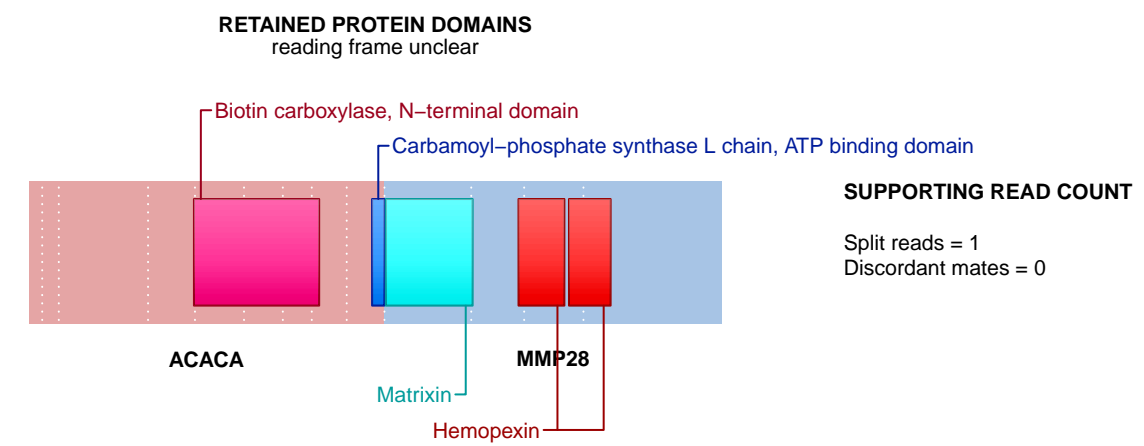 RETAINED PROTEIN DOMAINS
reading frame unclear
Biotin carboxylase, N−terminal domain
Carbamoyl−phosphate synthase L chain, ATP binding domain
SUPPORTING READ COUNT
Split reads = 1
Discordant mates = 0
ACACA
MMP28
Matrixin
Hemopexin